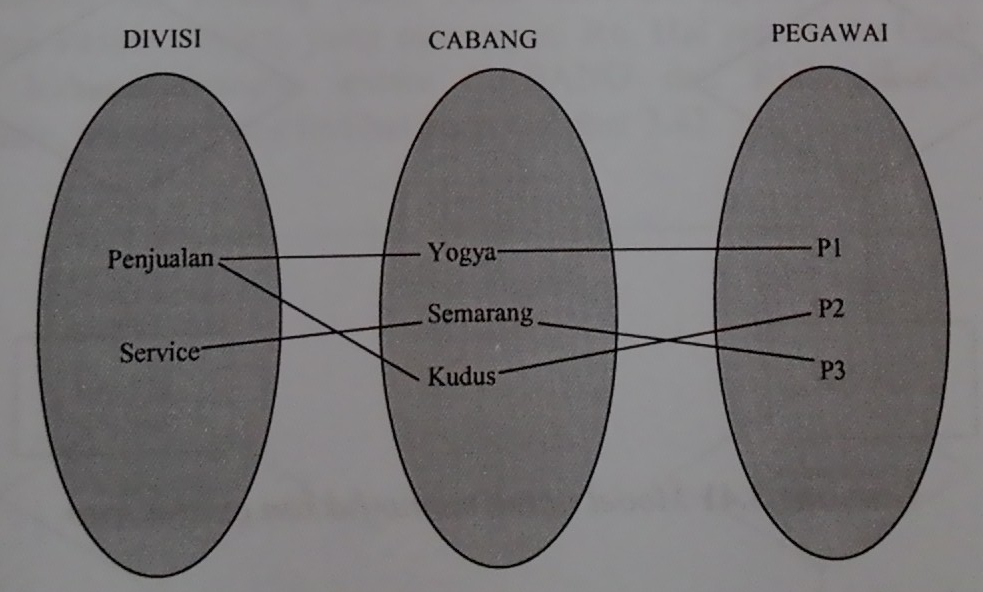 DIVISI CABANG PEGAWAI
Penjualan Yogya P1
Semarang P2
Service
Kudus P3